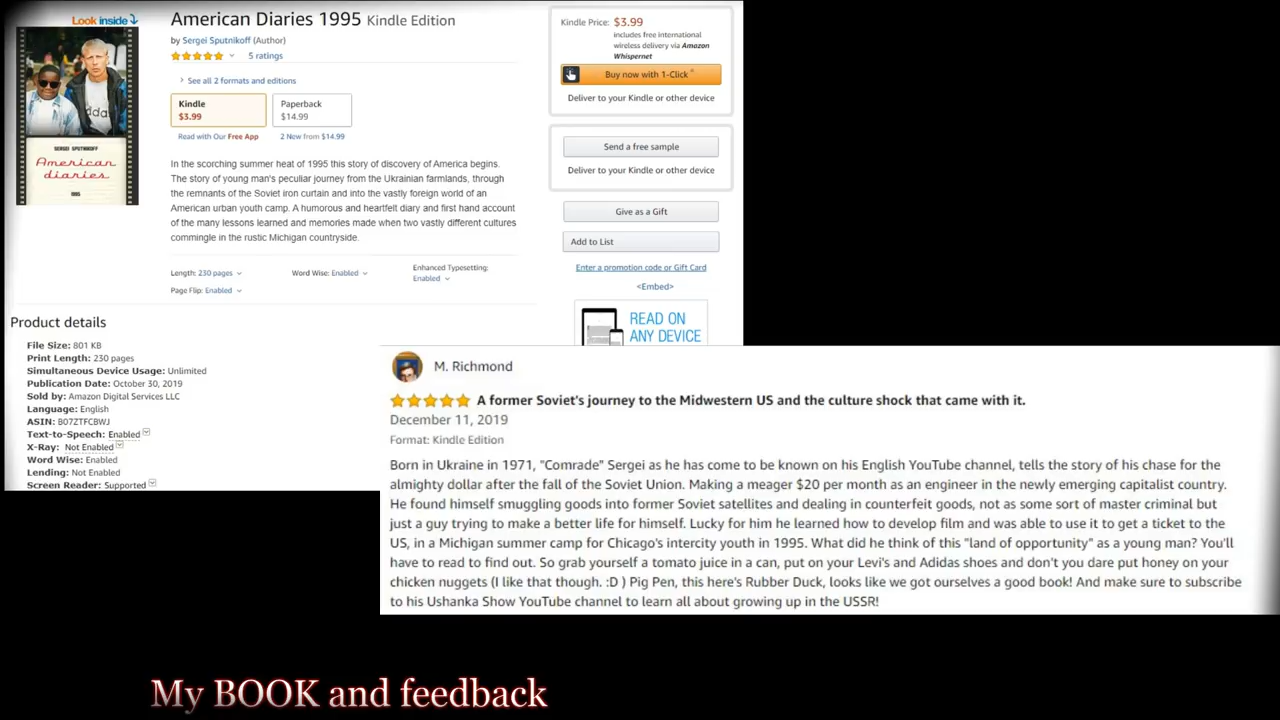 Look inside
American Diaries 1995 Kindle Edition
by Sergei Sputnikoff (Author)
5 ratings
See all 2 formats and editions
Kindle
$3.99
Paperback
$14.99
Read with Our Free App
2 New from $14.99
In the scorching summer heat of 1995 this story of discovery of America begins.
The story of young man's peculiar journey from the Ukrainian farmlands, through
the remnants of the Soviet iron curtain and into the vastly foreign world of an
American urban youth camp. A humorous and heartfelt diary and first hand account
of the many lessons learned and memories made when two vastly different cultures
commingle in the rustic Michigan countryside.
Length: 230 pages
Word Wise: Enabled
Enhanced Typesetting:
Enabled
Page Flip: Enabled
SERGEI SPUTNIKOFF
American
diaries
1995
Kindle Price: $3.99
includes free international
wireless delivery via Amazon
Whispernet
Buy now with 1-Click ®
Deliver to your Kindle or other device
Send a free sample
Deliver to your Kindle or other device
Give as a Gift
Add to List
Enter a promotion code or Gift Card
<Embed>
READ ON
ANY DEVICE
Product details
File Size: 801 KB
Print Length: 230 pages
Simultaneous Device Usage: Unlimited
Publication Date: October 30, 2019
Sold by: Amazon Digital Services LLC
Language: English
ASIN: B07ZTFCBWJ
Text-to-Speech: Enabled
X-Ray: Not Enabled
Word Wise: Enabled
Lending: Not Enabled
Screen Reader: Supported
M. Richmond
A former Soviet's journey to the Midwestern US and the culture shock that came with it.
December 11, 2019
Format: Kindle Edition
Born in Ukraine in 1971, "Comrade" Sergei as he has come to be known on his English YouTube channel, tells the story of his chase for the
almighty dollar after the fall of the Soviet Union. Making a meager $20 per month as an engineer in the newly emerging capitalist country.
He found himself smuggling goods into former Soviet satellites and dealing in counterfeit goods, not as some sort of master criminal but
just a guy trying to make a better life for himself. Lucky for him he learned how to develop film and was able to use it to get a ticket to the
US, in a Michigan summer camp for Chicago's intercity youth in 1995. What did he think of this "land of opportunity" as a young man? You'll
have to read to find out. So grab yourself a tomato juice in a can, put on your Levi's and Adidas shoes and don't you dare put honey on your
chicken nuggets (I like that though. :D ) Pig Pen, this here's Rubber Duck, looks like we got ourselves a good book! And make sure to subscribe
to his Ushanka Show YouTube channel to learn all about growing up in the USSR!
My BOOK and feedback